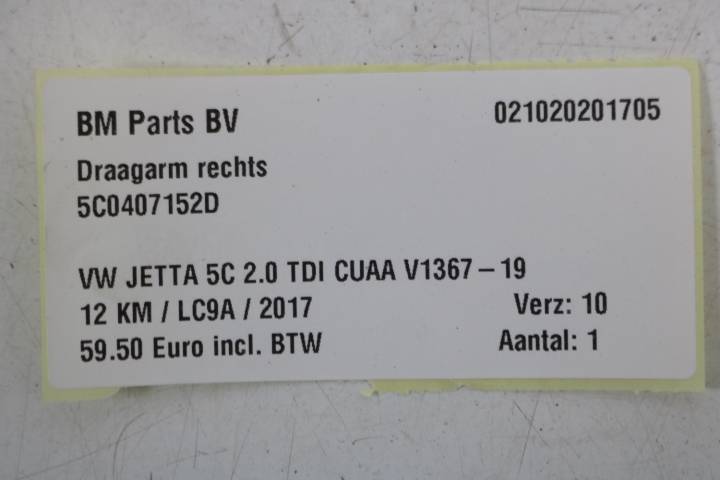 BM Parts BV 021020201705
Draagarm rechts
5C0407152D
VW JETTA 5C 2.0 TDI CUAA V1367-19
12 KM / LC9A / 2017 Verz: 10
59.50 Euro incl. BTW Aantal: 1